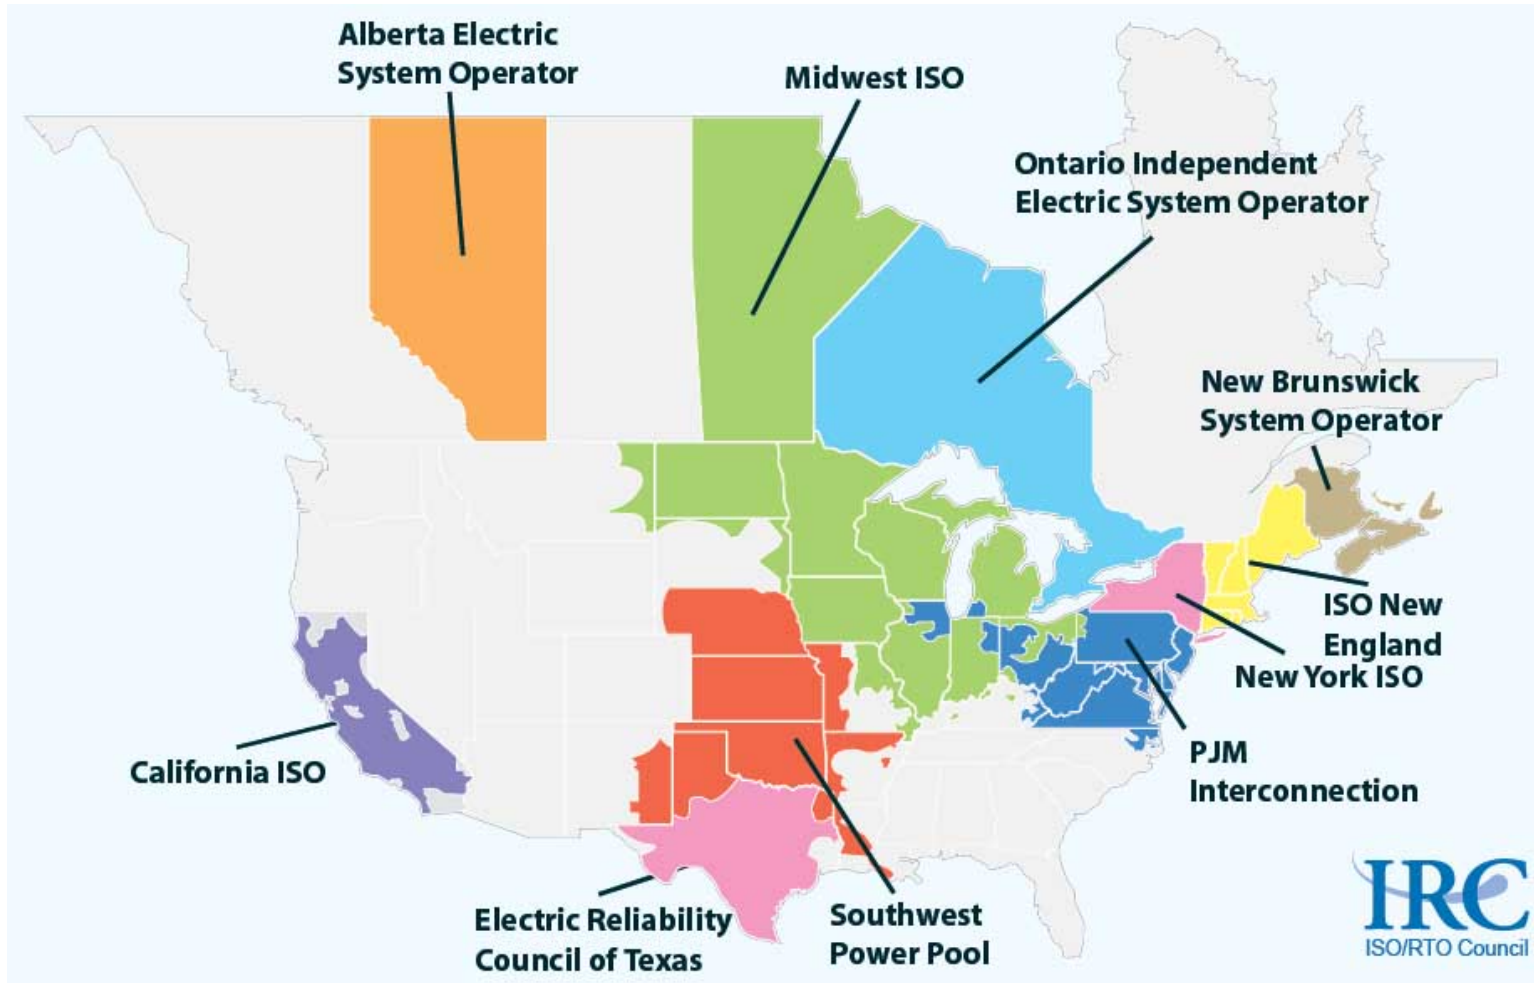 Alberta Electric
System Operator
Midwest ISO
Ontario Independent
Electric System Operator
New Brunswick
System Operator
ISO New
England
New York ISO
PJM
Interconnection
California ISO
Electric Reliability
Council of Texas
Southwest
Power Pool
IRC
ISO/RTO Council